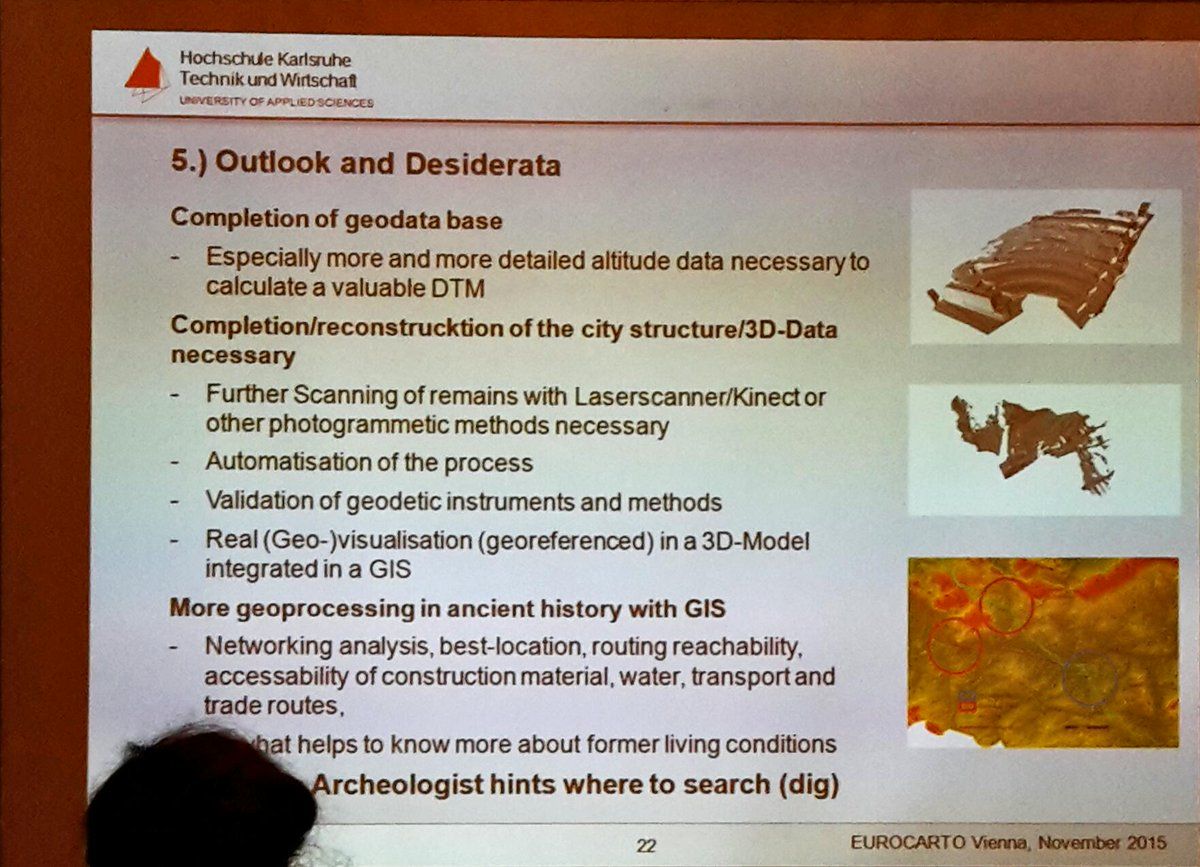 Hochschule Karlsruhe
Technik und Wirtschaft
UNIVERSITY OF APPLIED SCIENCES
5.) Outlook and Desiderata
Completion of geodata base
- Especially more and more detailed altitude data necessary to
calculate a valuable DTM
Completion/reconstrucktion of the city structure/3D-Data
necessary
- Further Scanning of remains with Laserscanner/Kinect or
other photogrammetic methods necessary
- Automatisation of the process
- Validation of geodetic instruments and methods
- Real (Geo-)visualisation (georeferenced) in a 3D-Model
integrated in a GIS
More geoprocessing in ancient history with GIS
- Networking analysis, best-location, routing reachability,
accessability of construction material, water, transport and
trade routes,
helps to know more about former living conditions
Archeologist hints where to search (dig)
22
EUROCARTO Vienna, November 2015